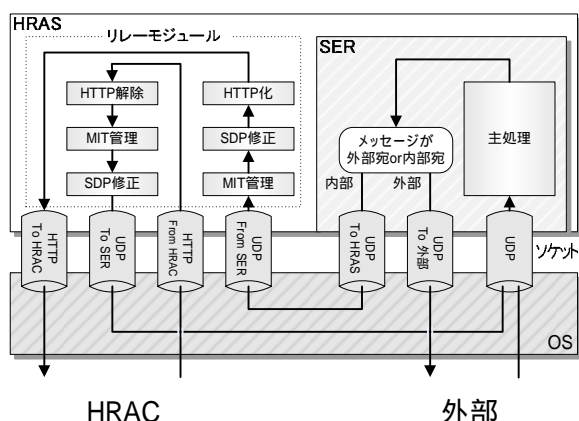 HRAS
リレーモジュール
HTTP解除
MIT管理
SDP修正
HTTP化
SDP修正
MIT管理
SER
メッセージが
外部宛or内部宛
内部
外部
主処理
HTTP
To HRAC
UDP
To SER
HTTP
From HRAC
UDP
From SER
UDP
To HRAS
UDP
To 外部
UDP
ソケット
OS
HRAC
外部